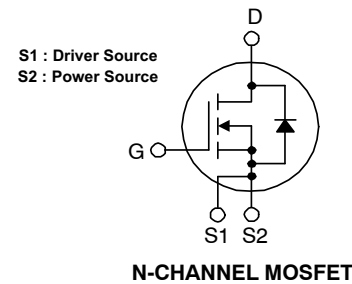 D
S1 : Driver Source
S2 : Power Source
G
S1 S2
N-CHANNEL MOSFET